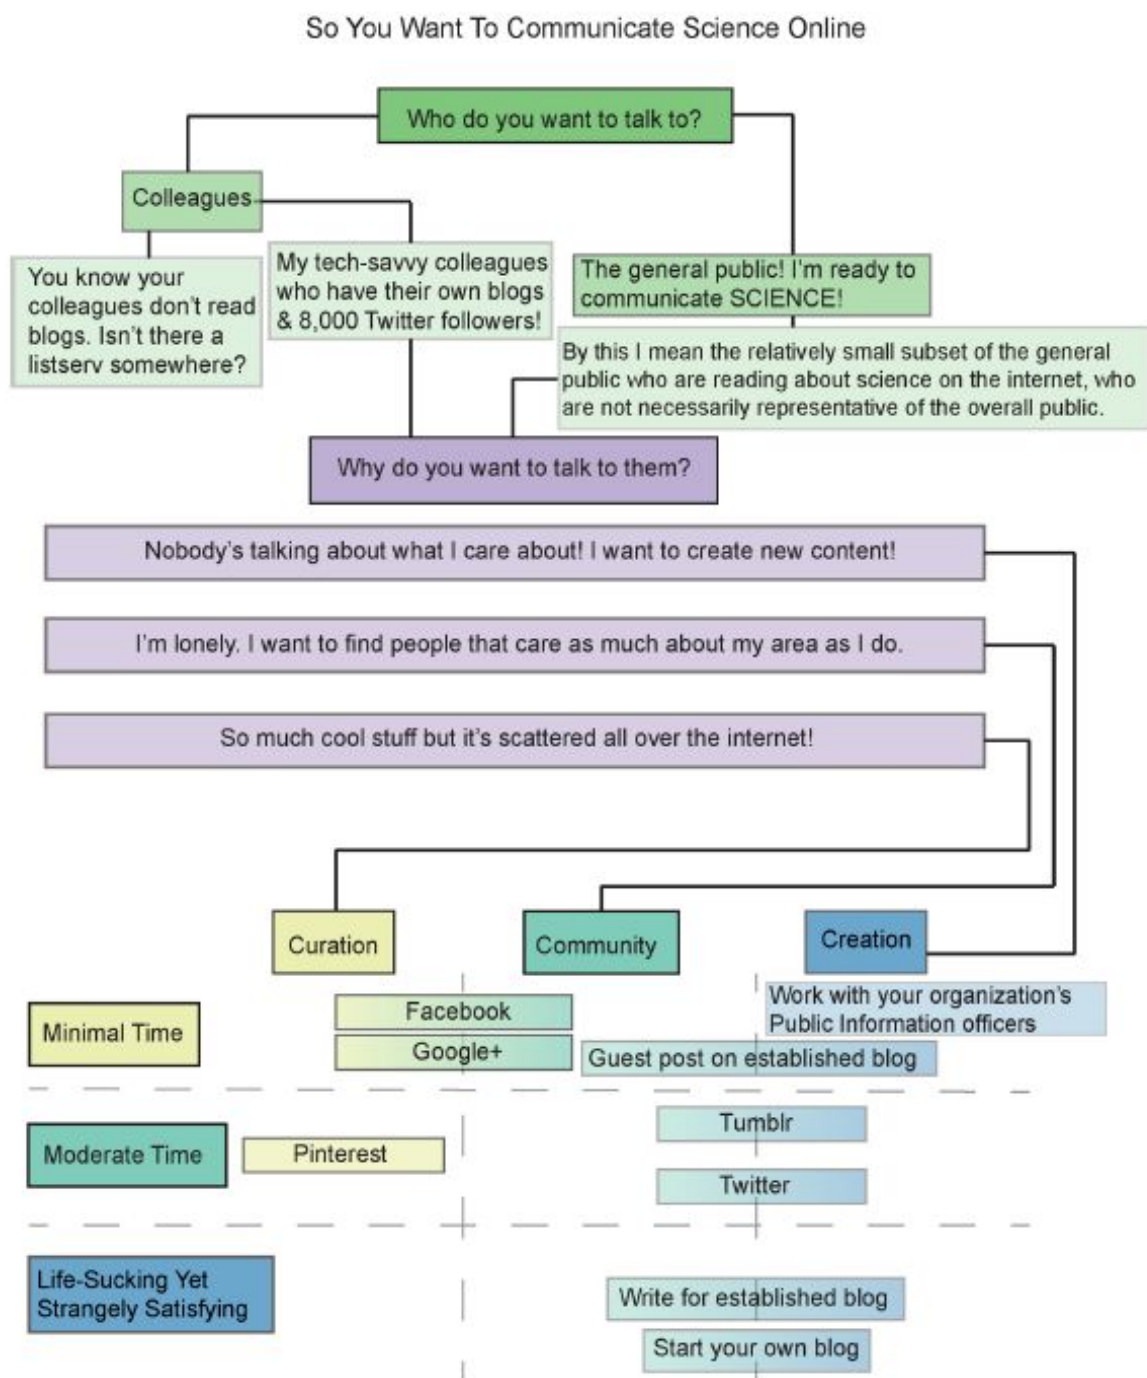 So You Want To Communicate Science Online
Who do you want to talk to?
Colleagues
You know your
colleagues don't read
blogs. Isn't there a
listserv somewhere?
My tech-savvy colleagues
who have their own blogs
& 8,000 Twitter followers!
The general public! I'm ready to
communicate SCIENCE!
By this I mean the relatively small subset of the general
public who are reading about science on the internet, who
are not necessarily representative of the overall public.
Why do you want to talk to them?
Nobody's talking about what I care about! I want to create new content!
I'm lonely. I want to find people that care as much about my area as I do.
So much cool stuff but it's scattered all over the internet!
Curation
Community
Creation
Minimal Time
Facebook
Google+
Work with your organization's
Public Information officers
Guest post on established blog
Moderate Time
Pinterest
Tumblr
Twitter
Life-Sucking Yet
Strangely Satisfying
Write for established blog
Start your own blog